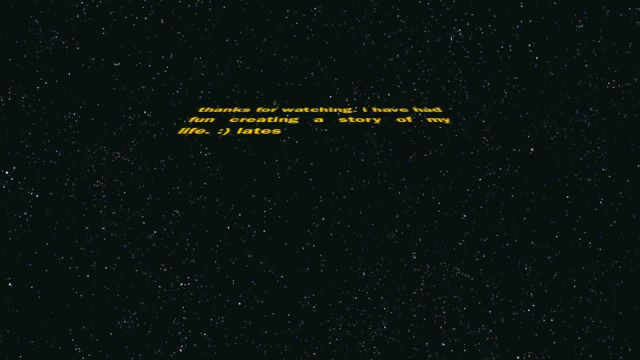 thanks for watching. i have had
fun creating a story of my
life. :) lates